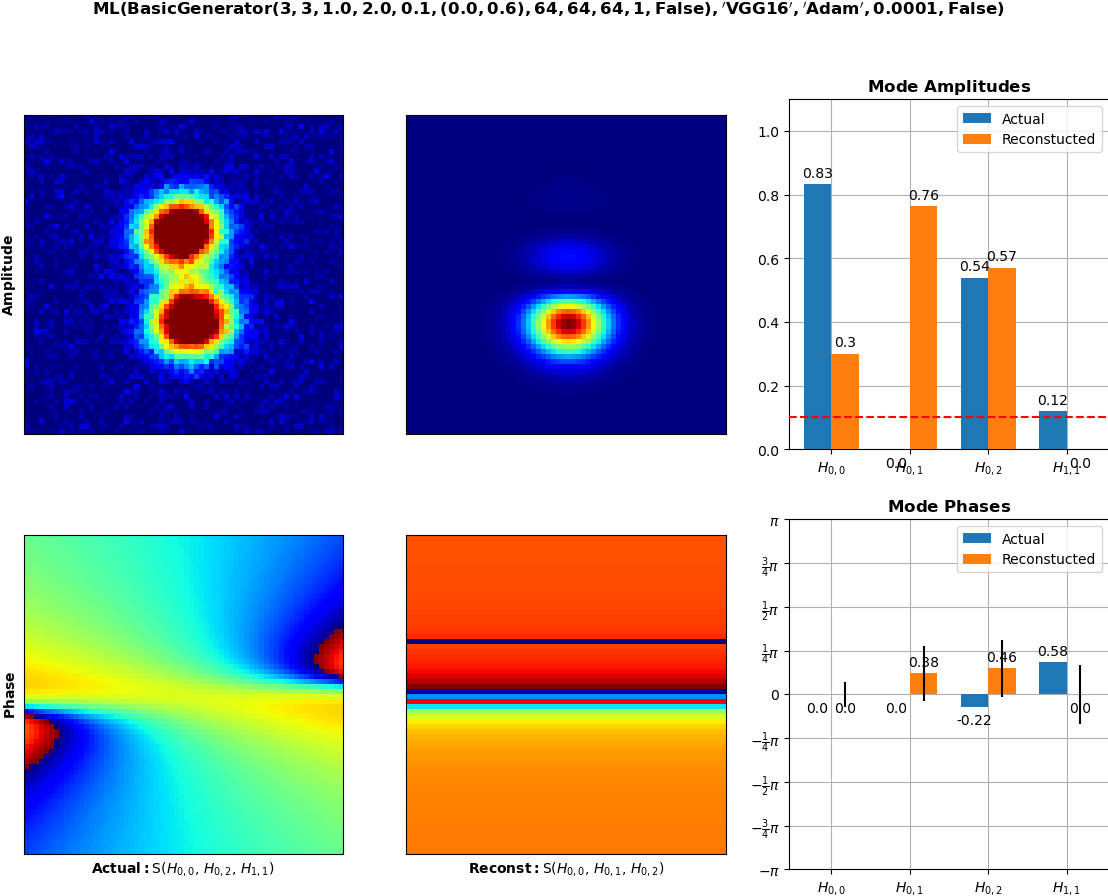 ML(BasicGenerator(3, 3, 1.0, 2.0, 0.1, (0.0, 0.6), 64, 64, 64, 1, False), ′VGG16′, ′Adam′, 0.0001, False)
Amplitude
Mode Amplitudes
Actual
Reconstucted
1.0
0.8
0.6
0.4
0.2
0.0
0.83
0.3
0.0
0.76
0.54
0.57
0.12
0.0
H0,0
H0,1
H0,2
H1,1
Phase
Actual: S(H0,0, H0,2, H1,1)
Reconst: S(H0,0, H0,1, H0,2)
Mode Phases
Actual
Reconstucted
π
3/4π
1/2π
1/4π
0
−1/4π
−1/2π
−3/4π
−π
0.0
0.0
0.0
0.38
-0.22
0.46
0.58
0.0
H0,0
H0,1
H0,2
H1,1